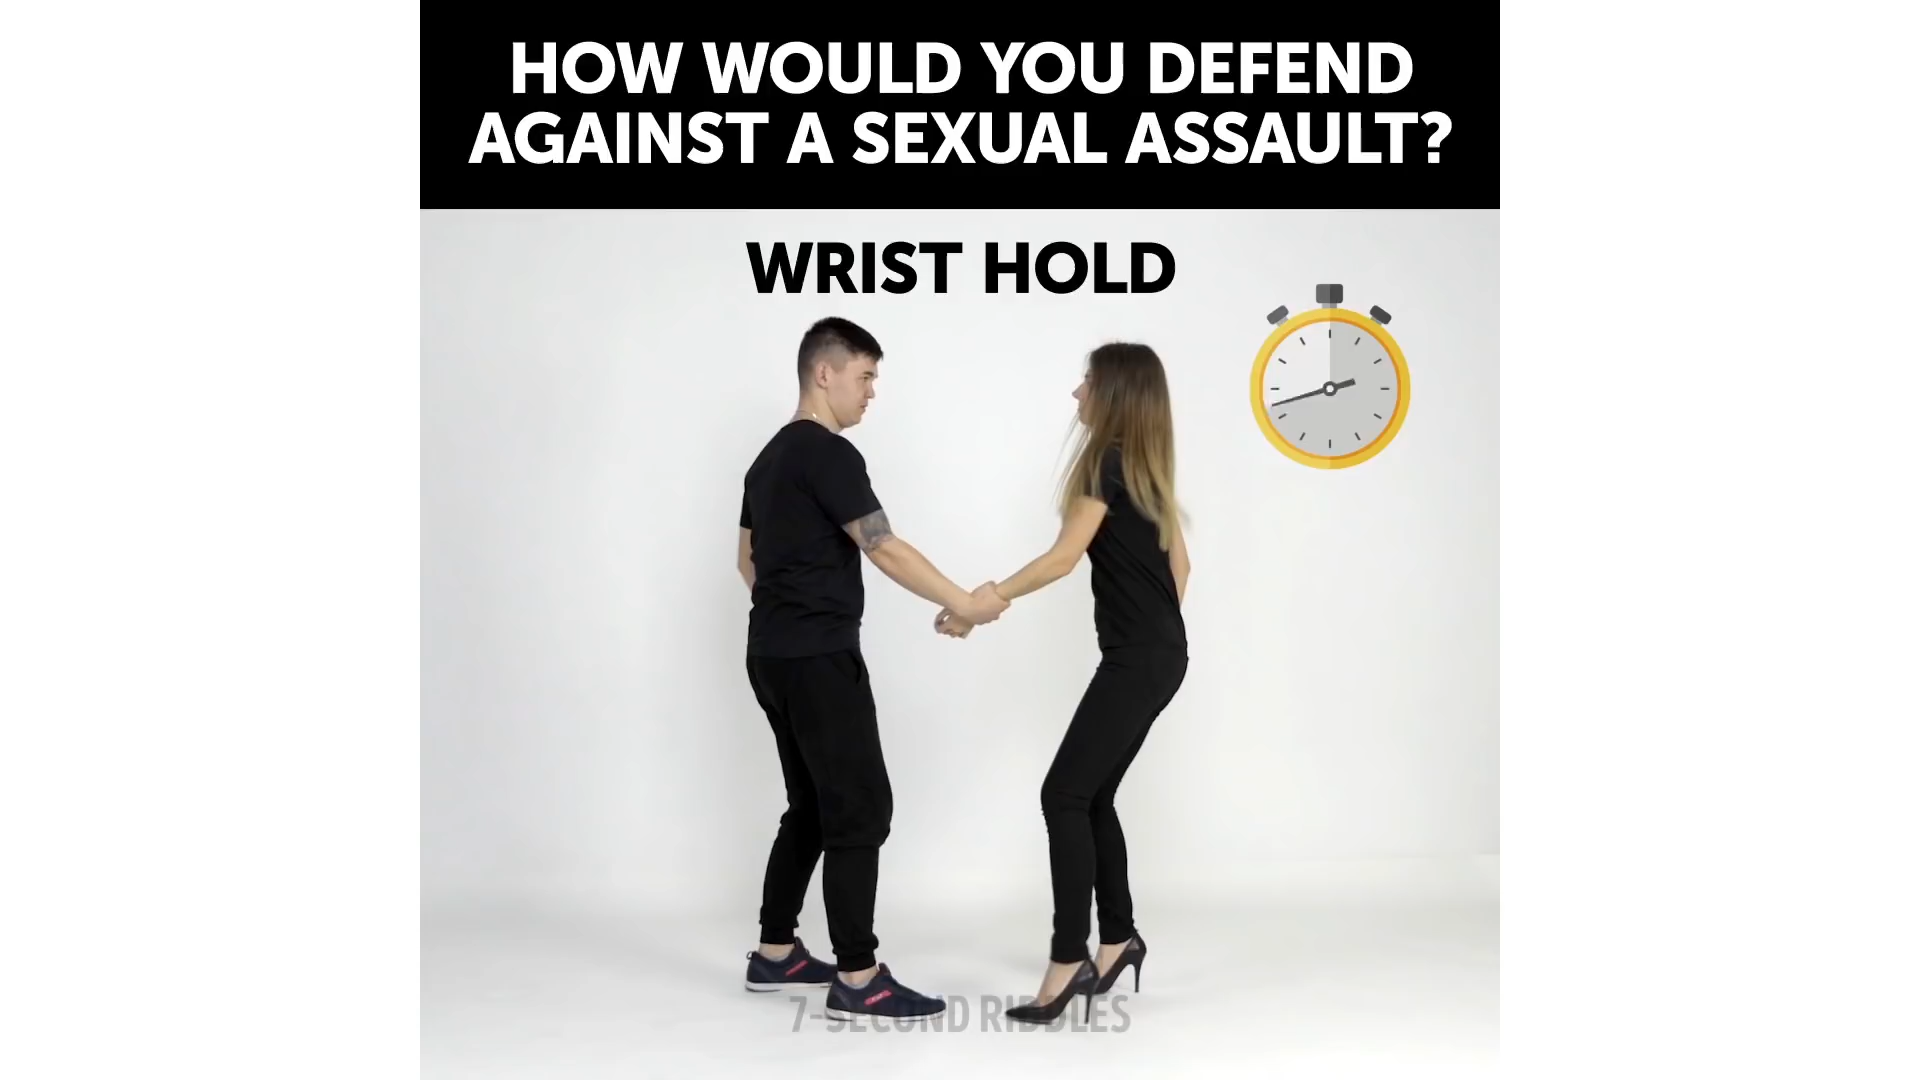 HOW WOULD YOU DEFEND
AGAINST A SEXUAL ASSAULT?
WRIST HOLD
7-SECOND RIDDLES